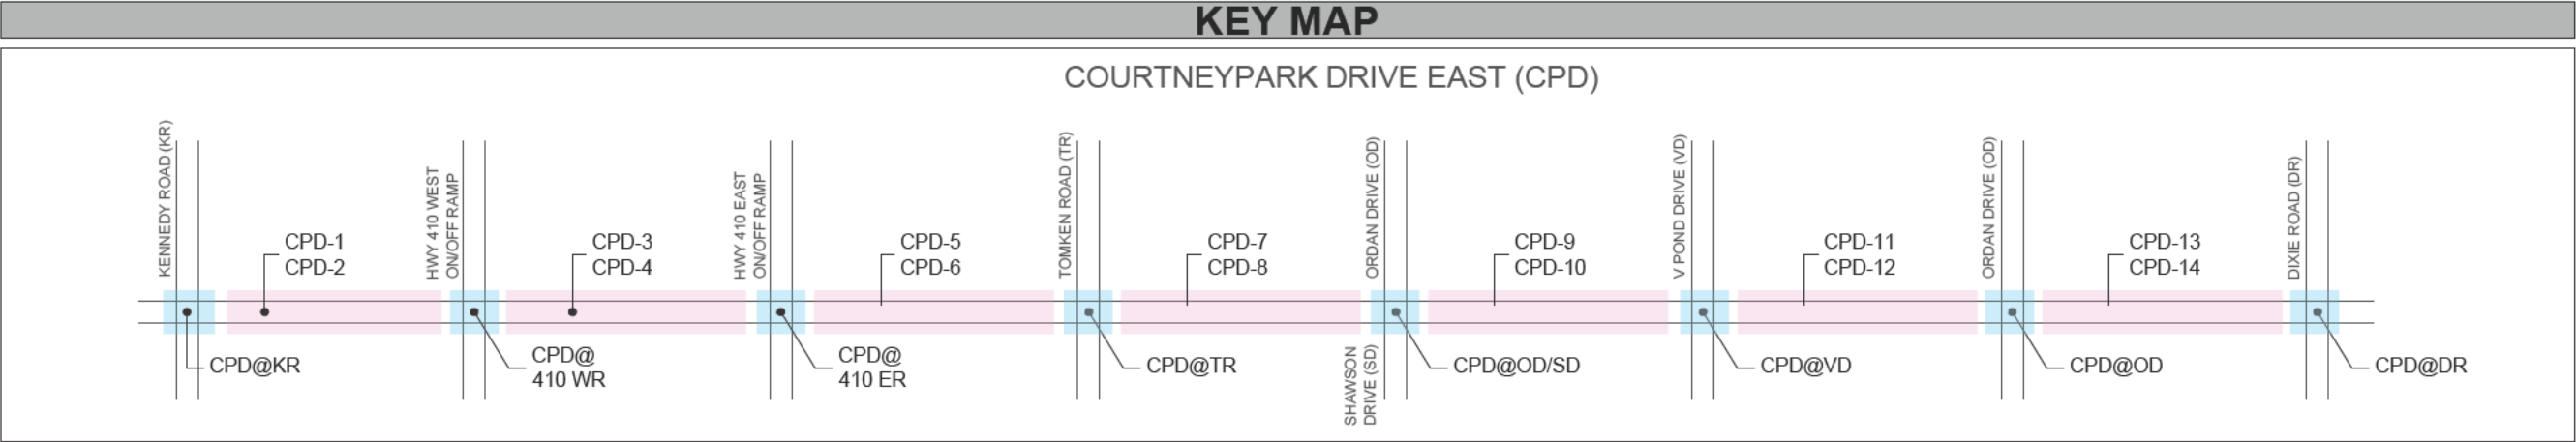 KEY MAP
COURTNEYPARK DRIVE EAST (CPD)
KENNEDY ROAD (KR)
HWY 410 WEST
ON/OFF RAMP
HWY 410 EAST
ON/OFF RAMP
TOMKEN ROAD (TR)
ORDAN DRIVE (OD)
V POND DRIVE (VD)
ORDAN DRIVE (OD)
DIXIE ROAD (DR)
CPD-1
CPD-2
CPD-3
CPD-4
CPD-5
CPD-6
CPD-7
CPD-8
CPD-9
CPD-10
CPD-11
CPD-12
CPD-13
CPD-14
CPD@KR
CPD@
410 WR
CPD@
410 ER
CPD@TR
SHAWSON
DRIVE (SD)
CPD@OD/SD
CPD@VD
CPD@OD
CPD@DR